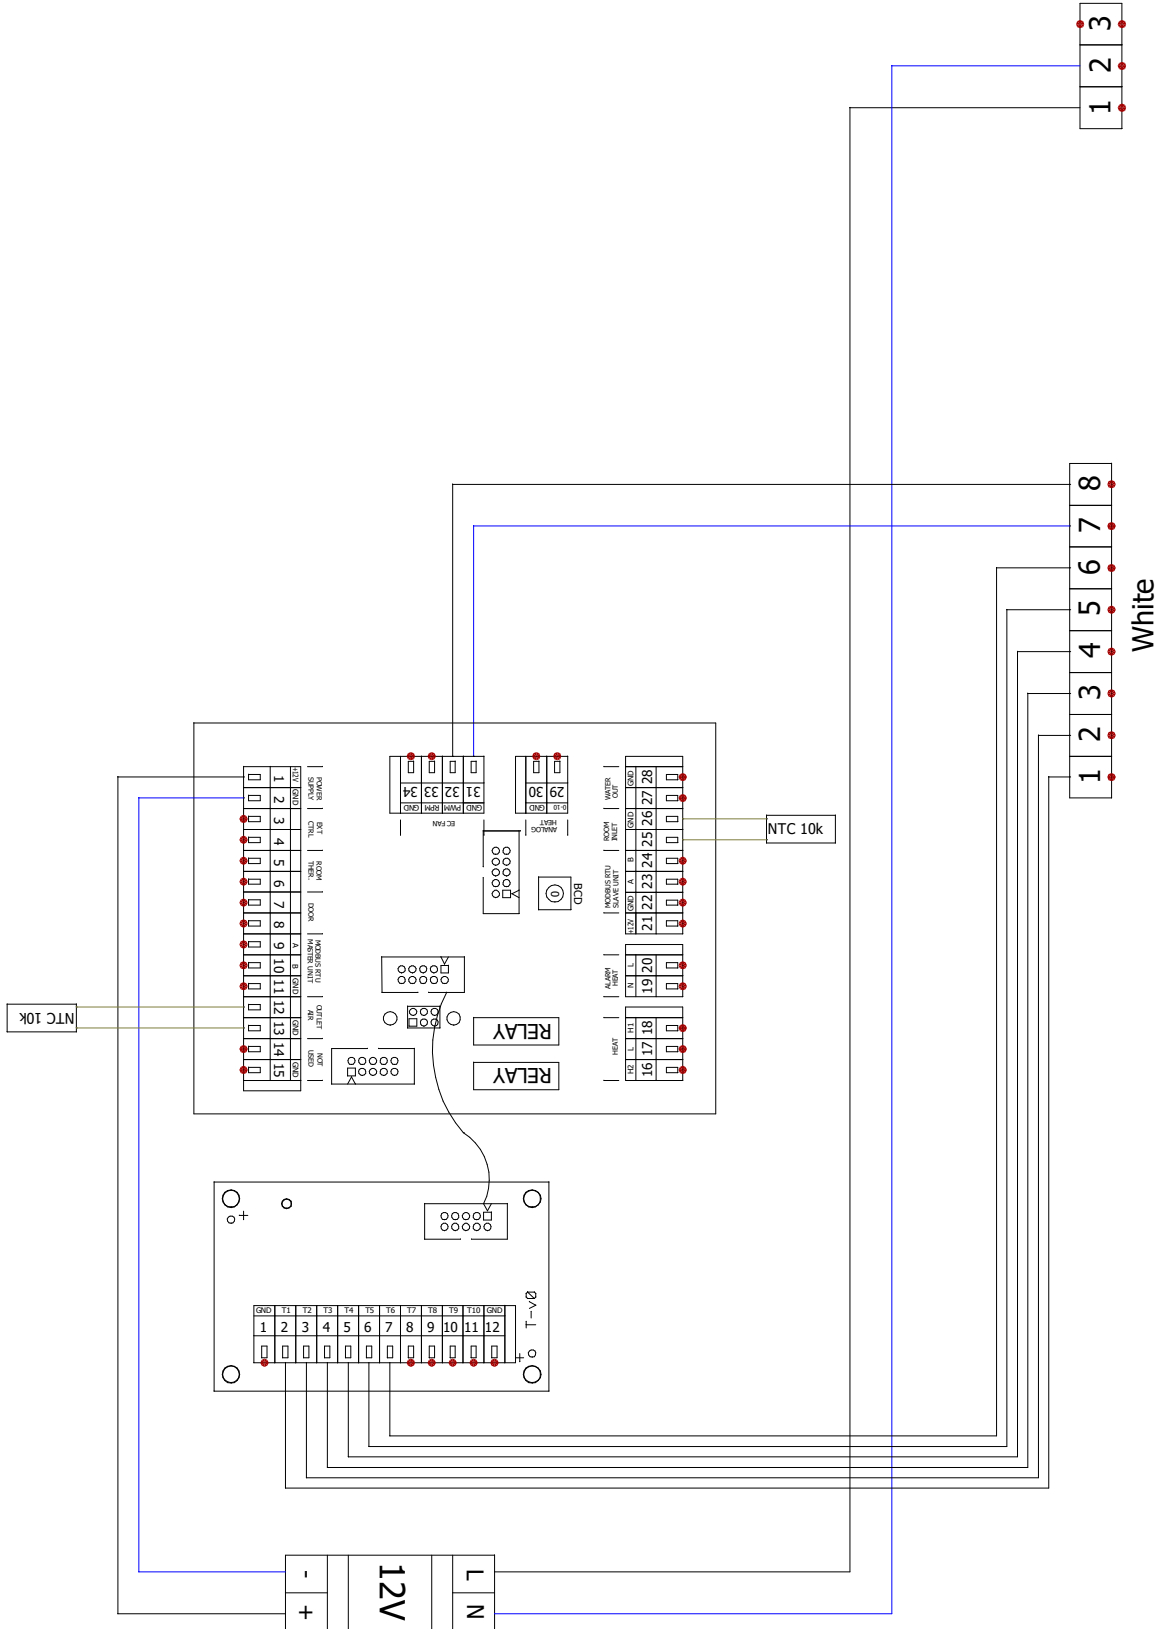 3
2
1
8
7
6
5
4
3
2
1
White
1 +12V
2 GND
3
4
5
6
7
8
9 A
10 B
11 GND
12
13 GND
14
15 GND
POWER
SUPPLY
EXT
CTRL
ROOM
THER.
DOOR
MODBUS RTU
MASTER UNIT
OUTLET
AIR
NOT
USED
34 33 32 31
GND RPM PWM GND
EC FAN
30 29
GND 0-10
ANALOG
HEAT
BCD
0
GND 28
27
GND 26
25
B 24
A 23
GND 22
+12V 21
L 20
N 19
H1 18
L 17
H2 16
WATER
OUT
ROOM
INLET
MODBUS RTU
SLAVE UNIT
ALARM
HEAT
HEAT
NTC 10k
NTC 10k
RELAY
RELAY
T-v0
GND T1 T2 T3 T4 T5 T6 T7 T8 T9 T10 GND
1 2 3 4 5 6 7 8 9 10 11 12
- 12V L
+ N